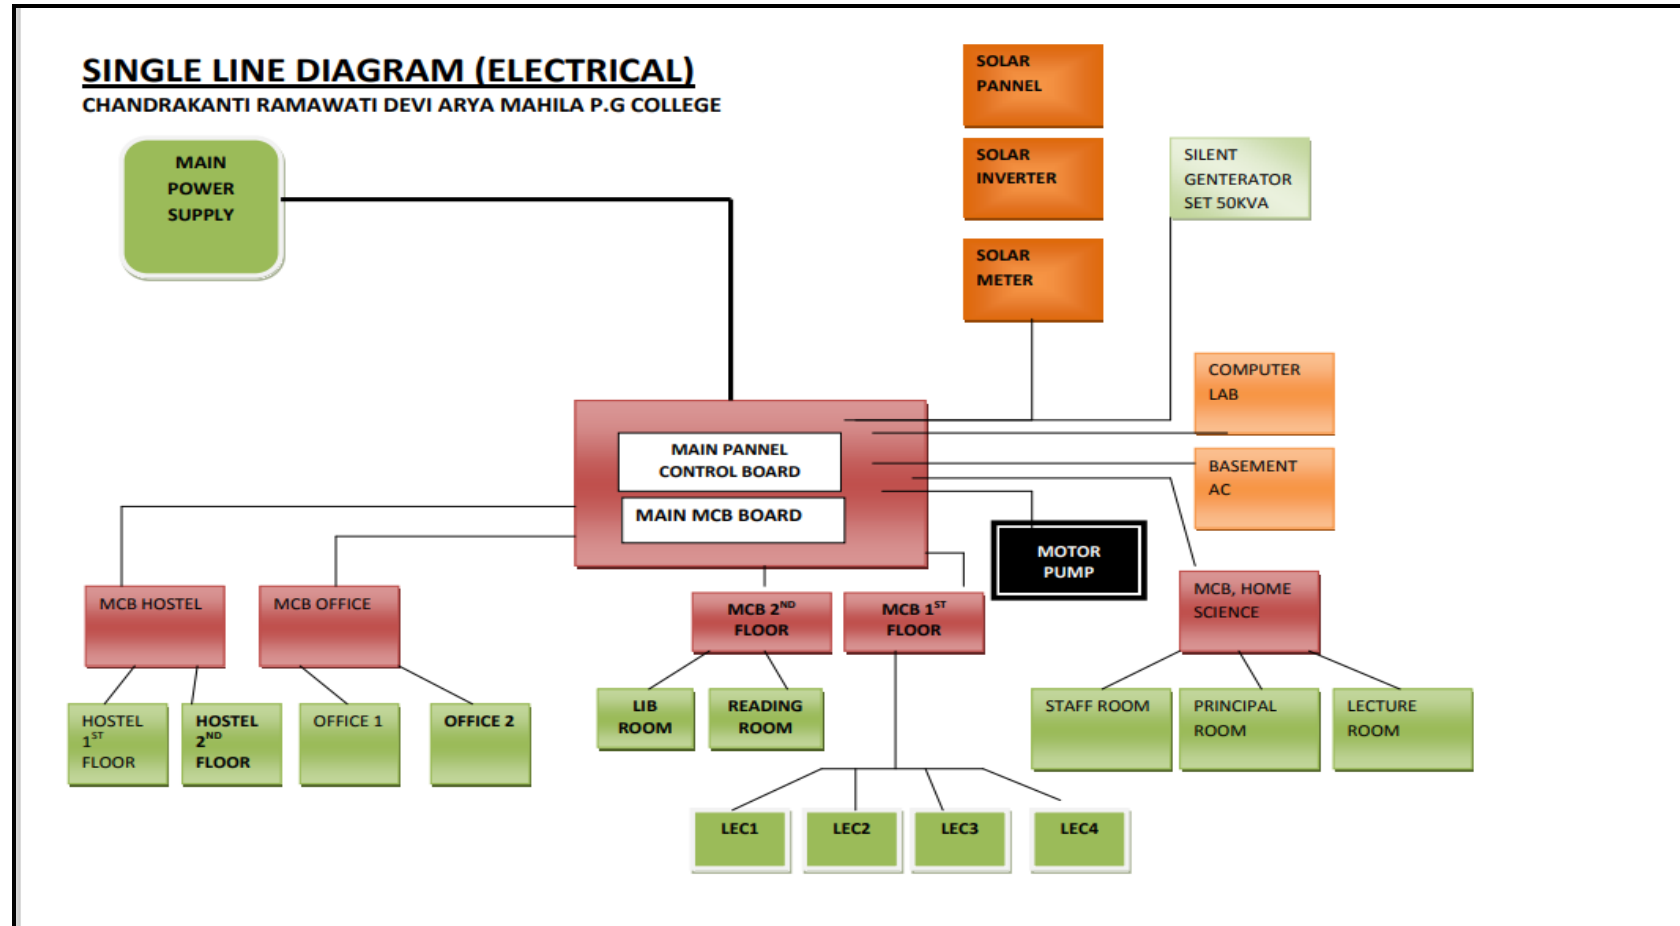 SINGLE LINE DIAGRAM (ELECTRICAL)
CHANDRAKANTI RAMAWATI DEVI ARYA MAHILA P.G COLLEGE
MAIN
POWER
SUPPLY
SOLAR
PANNEL
SOLAR
INVERTER
SOLAR
METER
SILENT
GENTERATOR
SET 50KVA
COMPUTER
LAB
BASEMENT
AC
MAIN PANNEL
CONTROL BOARD
MAIN MCB BOARD
MOTOR
PUMP
MCB HOSTEL
MCB OFFICE
MCB 2ND
FLOOR
MCB 1ST
FLOOR
MCB, HOME
SCIENCE
HOSTEL
1ST
FLOOR
HOSTEL
2ND
FLOOR
OFFICE 1
OFFICE 2
LIB
ROOM
READING
ROOM
STAFF ROOM
PRINCIPAL
ROOM
LECTURE
ROOM
LEC1
LEC2
LEC3
LEC4